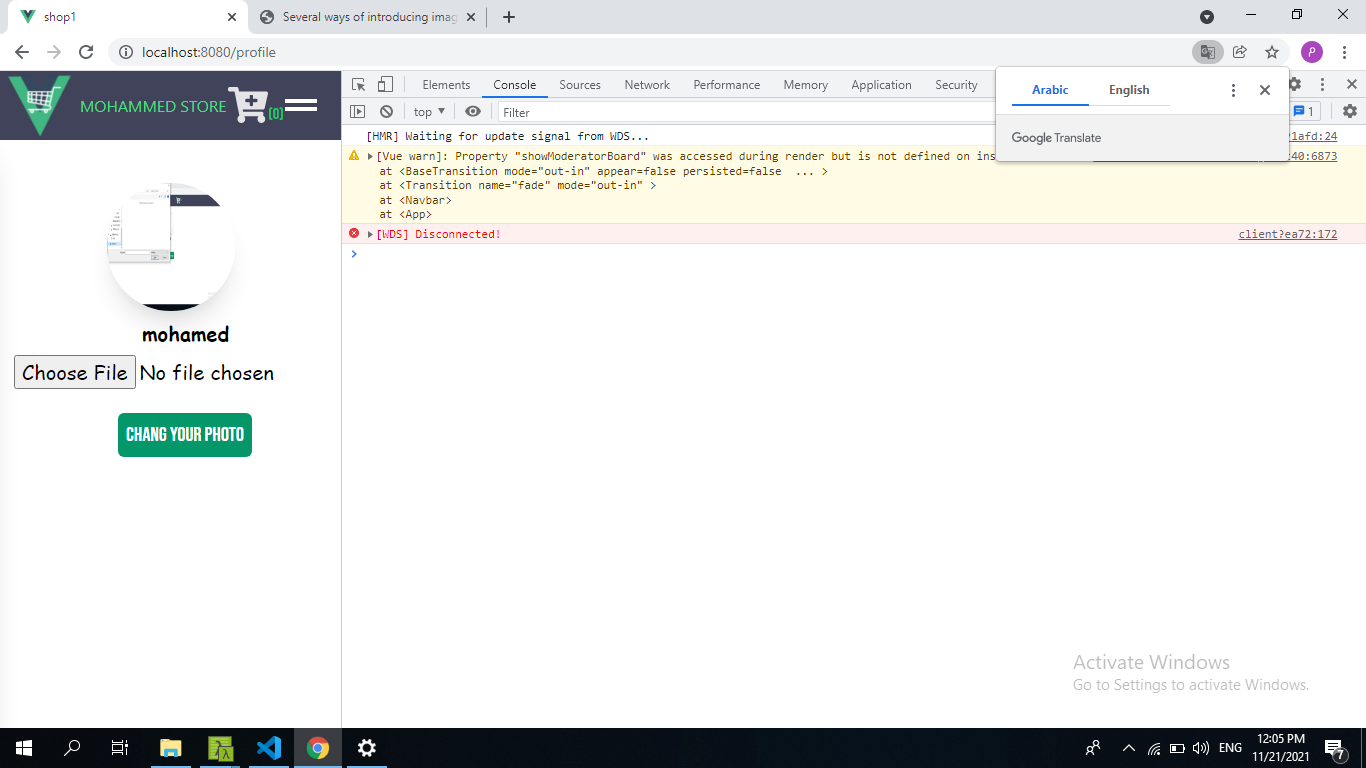 shop1
Several ways of introducing imag
localhost:8080/profile
P
MOHAMMED STORE
(0)
mohamed
Choose File No file chosen
CHANG YOUR PHOTO
Elements Console Sources Network Performance Memory Application Security
top
Filter
1
[HMR] Waiting for update signal from WDS...
1afd:24
[Vue warn]: Property "showModeratorBoard" was accessed during render but is not defined on ins
40:6873
at <BaseTransition mode="out-in" appear=false persisted=false ... >
at <Transition name="fade" mode="out-in" >
at <Navbar>
at <App>
[WDS] Disconnected!
client?ea72:172
Arabic English
Google Translate
Activate Windows
Go to Settings to activate Windows.
ENG
12:05 PM
11/21/2021
7